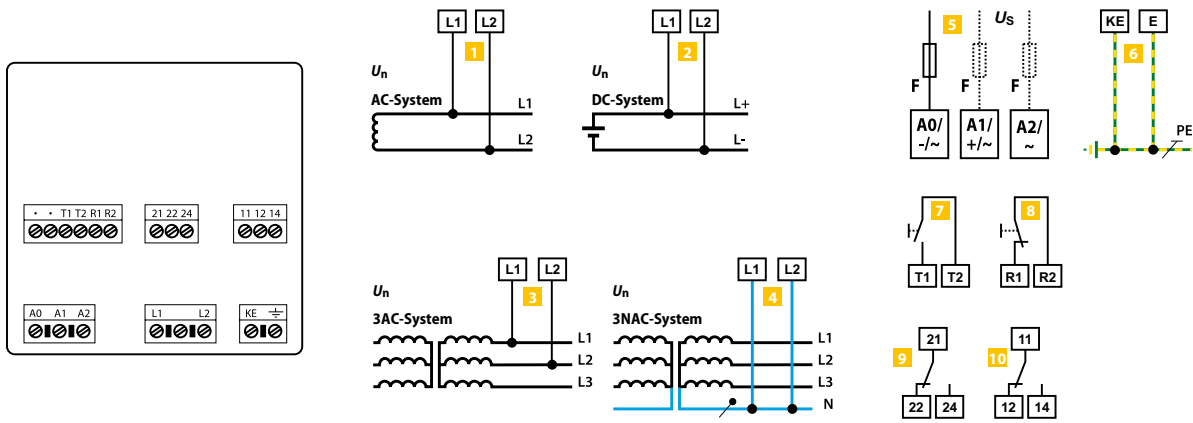 • • T1 T2 R1 R2
21 22 24
11 12 14
A0 A1 A2
L1 L2
KE
L1 L2
1
Un
AC-System
L1
L2
L1 L2
2
Un
DC-System
L+
L-
L1 L2
3
Un
3AC-System
L1
L2
L3
L1 L2
4
Un
3NAC-System
L1
L2
L3
N
5
US
F F F
A0/ -/~
A1/ +/~
A2/ ~
KE E
6
PE
7
T1 T2
8
R1 R2
9
21
22 24
10
11
12 14